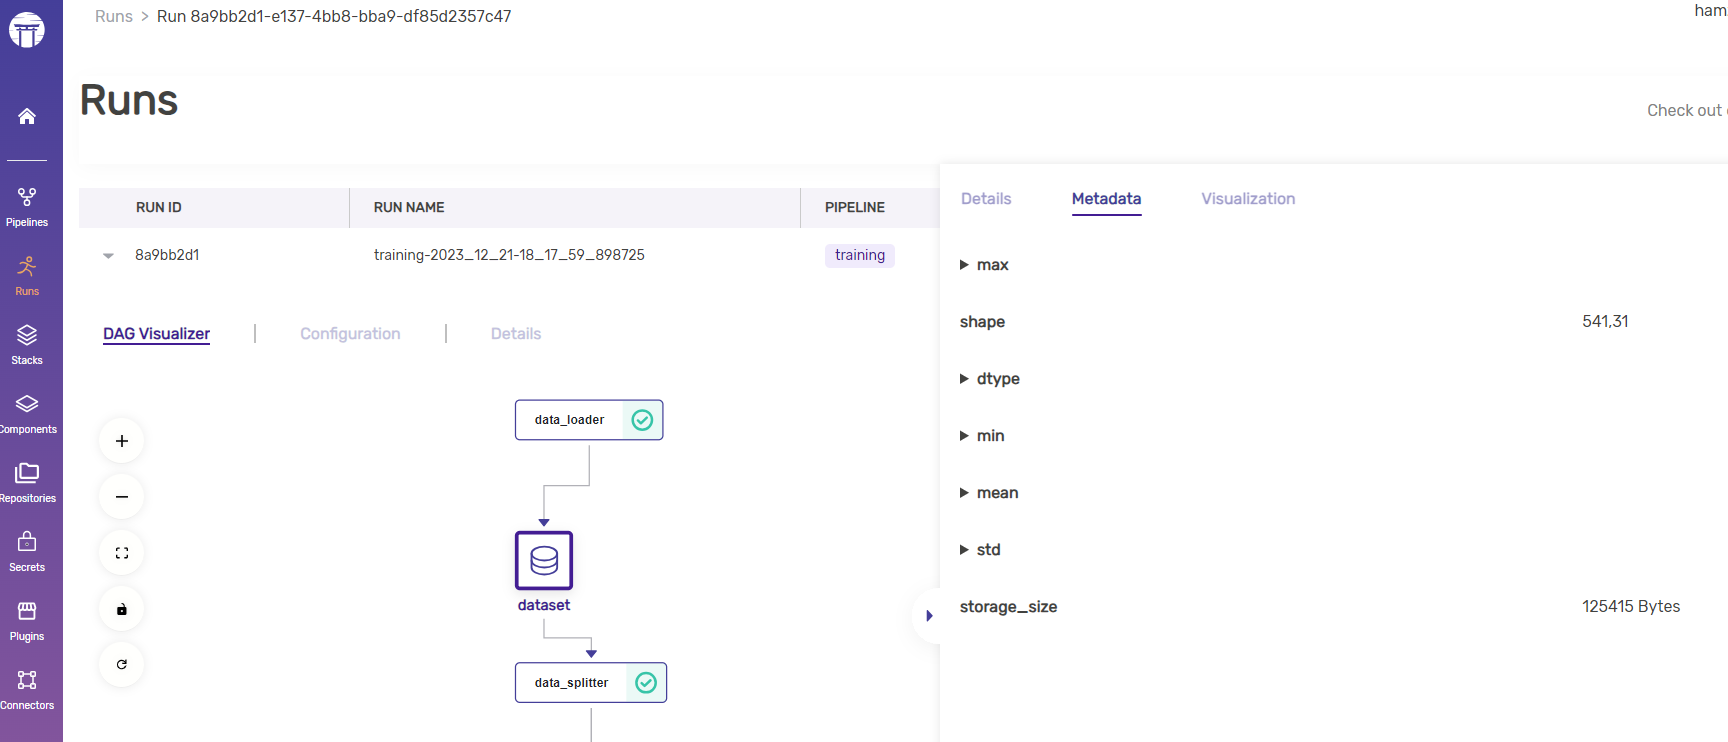 Runs > Run 8a9bb2d1-e137-4bb8-bba9-df85d2357c47
ham
Runs
Check out
Pipelines
Runs
Stacks
Components
Repositories
Secrets
Plugins
Connectors
RUN ID
RUN NAME
PIPELINE
8a9bb2d1
training-2023_12_21-18_17_59_898725
training
DAG Visualizer | Configuration | Details
data_loader
dataset
data_splitter
Details
Metadata
Visualization
max
shape 541,31
dtype
min
mean
std
storage_size 125415 Bytes